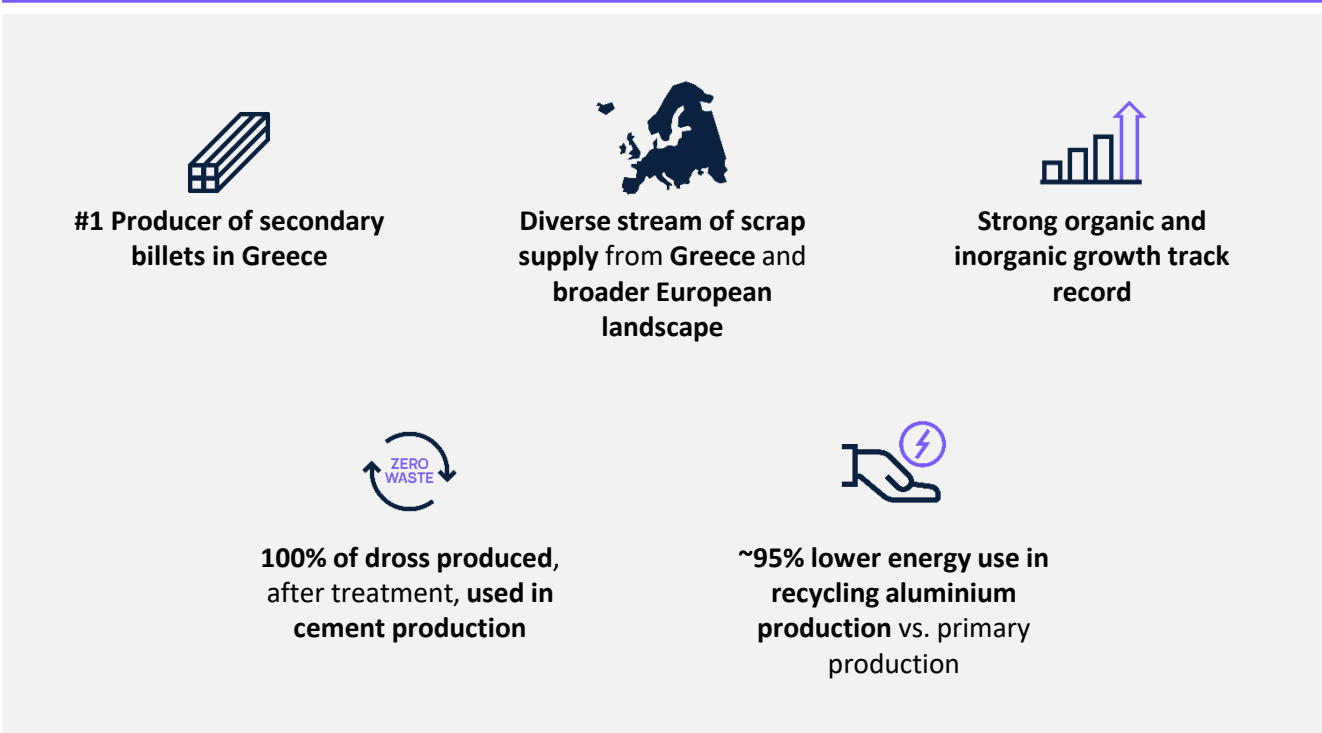 #1 Producer of secondary
billets in Greece
Diverse stream of scrap
supply from Greece and
broader European
landscape
Strong organic and
inorganic growth track
record
ZERO
WASTE
100% of dross produced,
after treatment, used in
cement production
~95% lower energy use in
recycling aluminium
production vs. primary
production